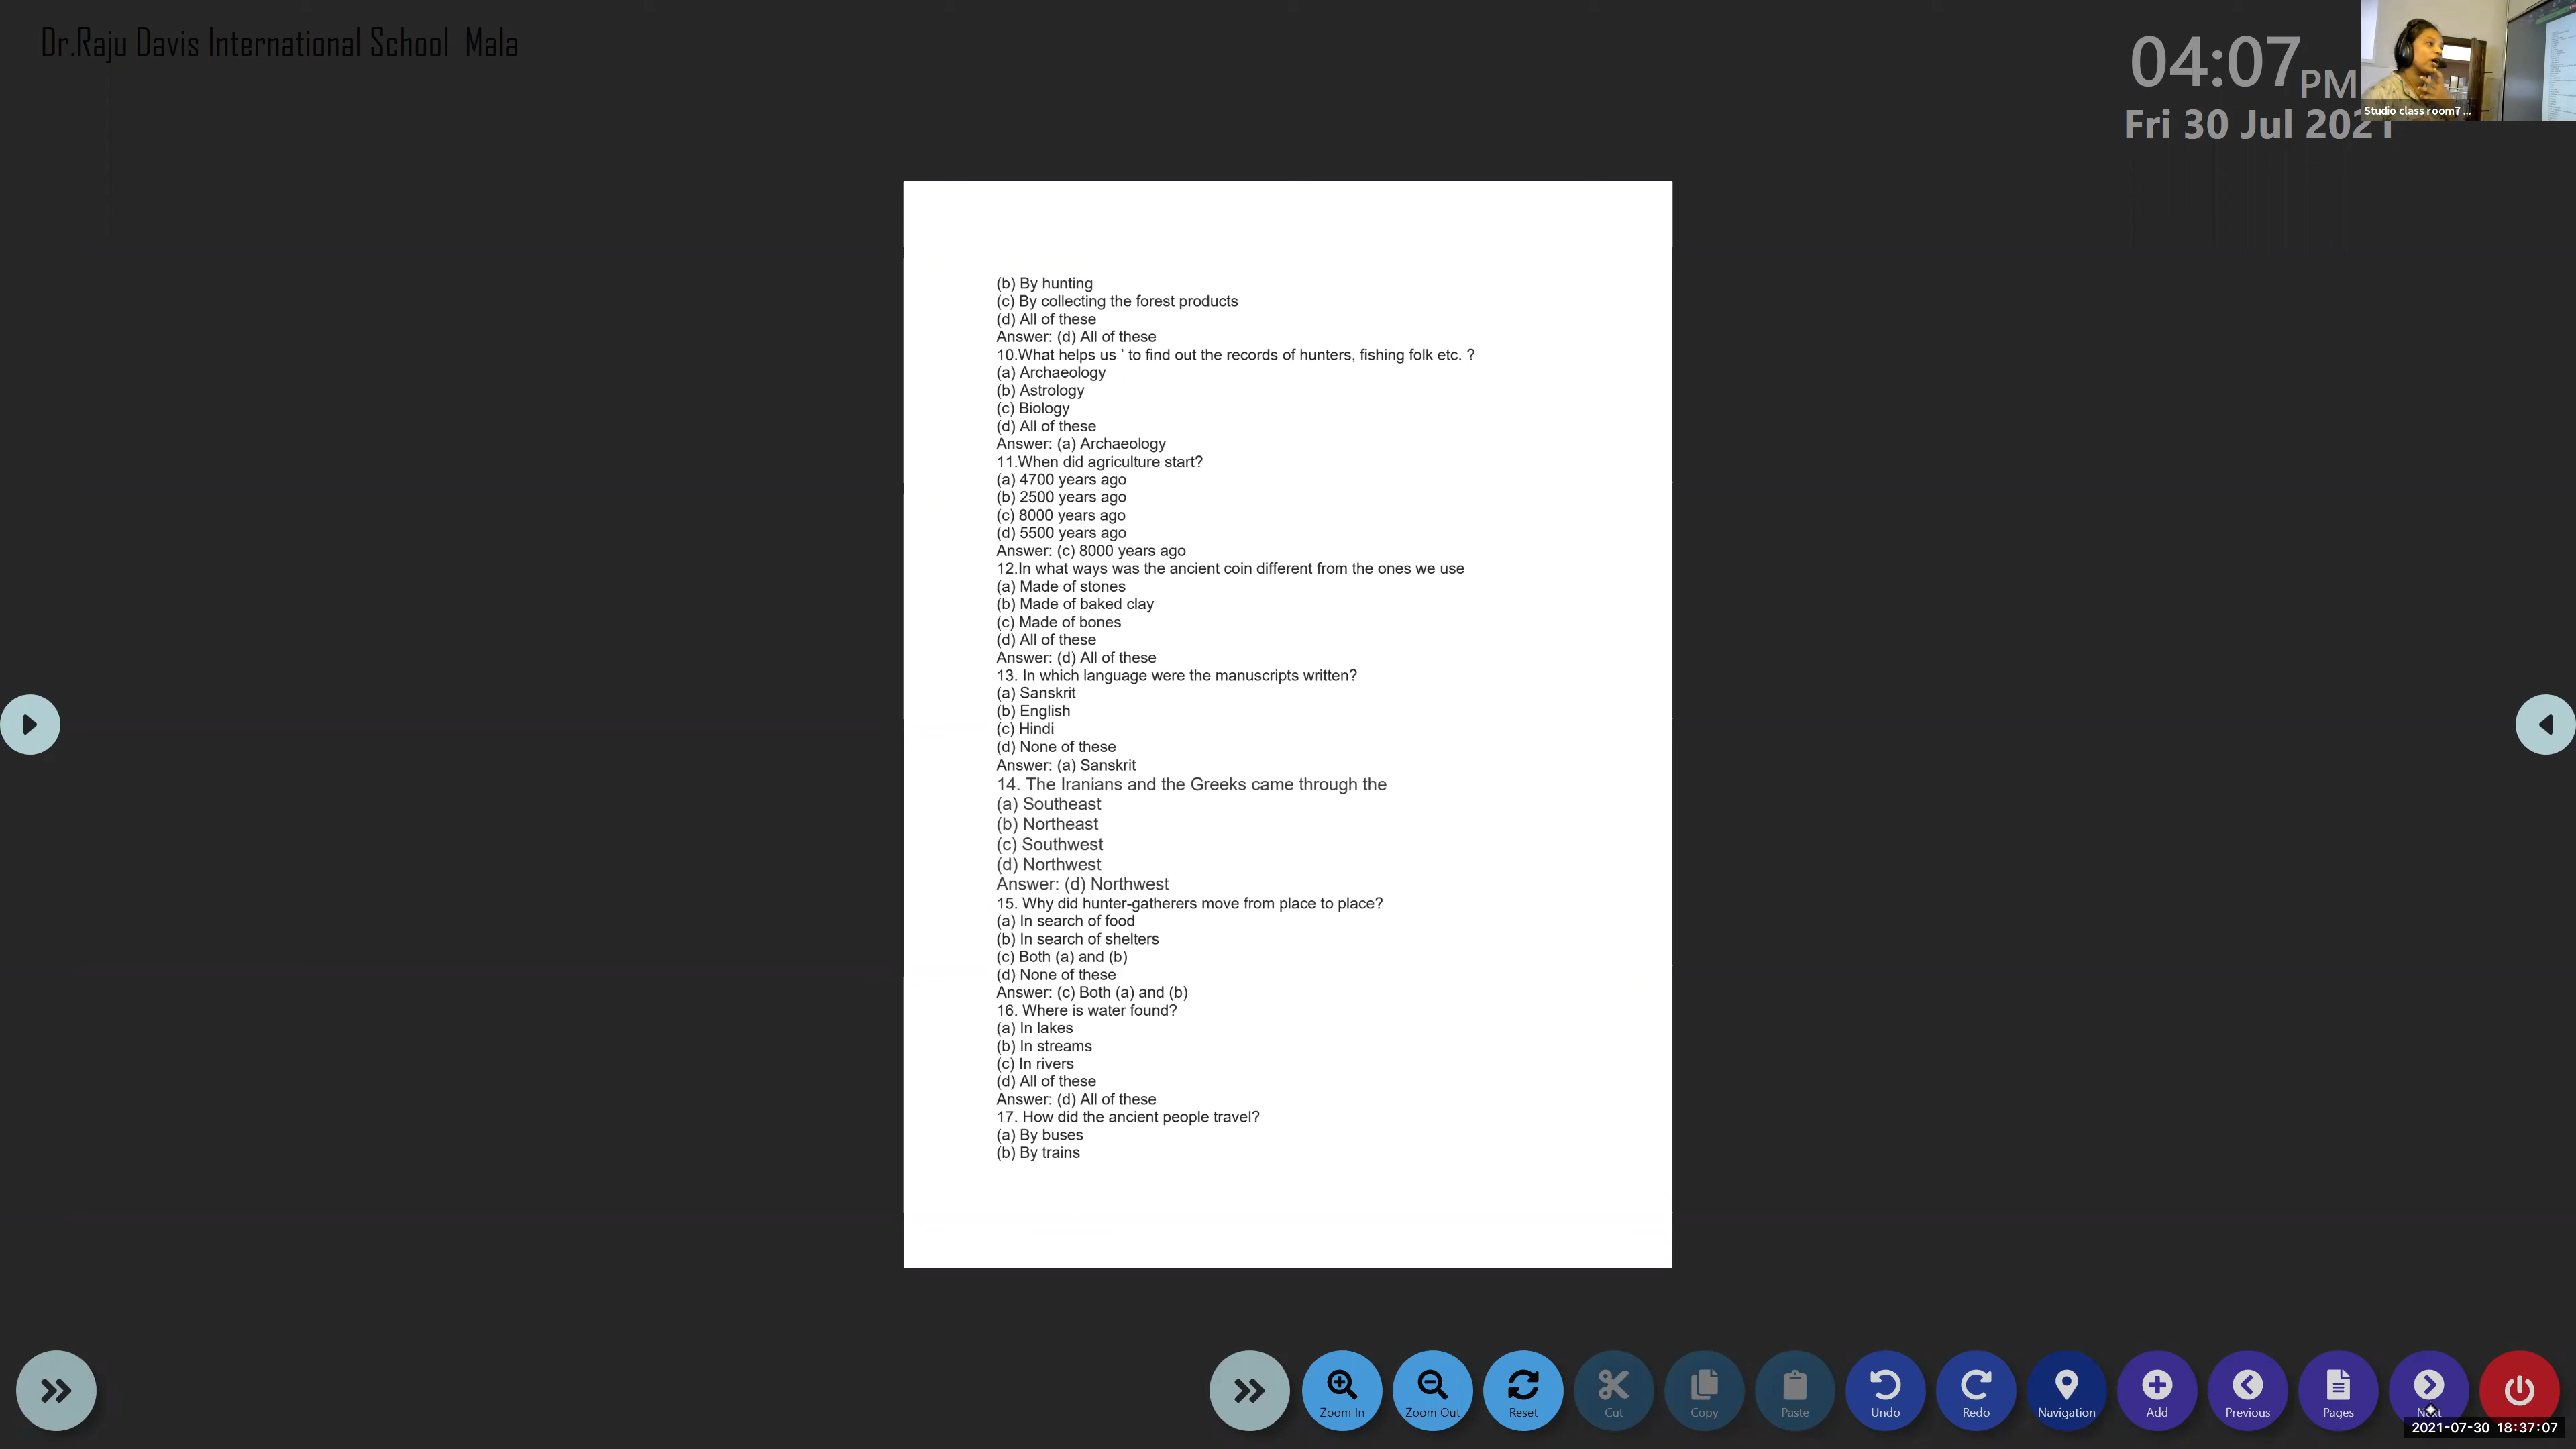 Dr.Raju Davis International School Mala
04:07 PM
Fri 30 Jul 2021
Studio class room7 ...
(b) By hunting
(c) By collecting the forest products
(d) All of these
Answer: (d) All of these
10.What helps us ’ to find out the records of hunters, fishing folk etc. ?
(a) Archaeology
(b) Astrology
(c) Biology
(d) All of these
Answer: (a) Archaeology
11.When did agriculture start?
(a) 4700 years ago
(b) 2500 years ago
(c) 8000 years ago
(d) 5500 years ago
Answer: (c) 8000 years ago
12.In what ways was the ancient coin different from the ones we use
(a) Made of stones
(b) Made of baked clay
(c) Made of bones
(d) All of these
Answer: (d) All of these
13. In which language were the manuscripts written?
(a) Sanskrit
(b) English
(c) Hindi
(d) None of these
Answer: (a) Sanskrit
14. The Iranians and the Greeks came through the
(a) Southeast
(b) Northeast
(c) Southwest
(d) Northwest
Answer: (d) Northwest
15. Why did hunter-gatherers move from place to place?
(a) In search of food
(b) In search of shelters
(c) Both (a) and (b)
(d) None of these
Answer: (c) Both (a) and (b)
16. Where is water found?
(a) In lakes
(b) In streams
(c) In rivers
(d) All of these
Answer: (d) All of these
17. How did the ancient people travel?
(a) By buses
(b) By trains
Zoom In Zoom Out Reset Cut Copy Paste Undo Redo Navigation Add Previous Pages Next
2021-07-30 18:37:07